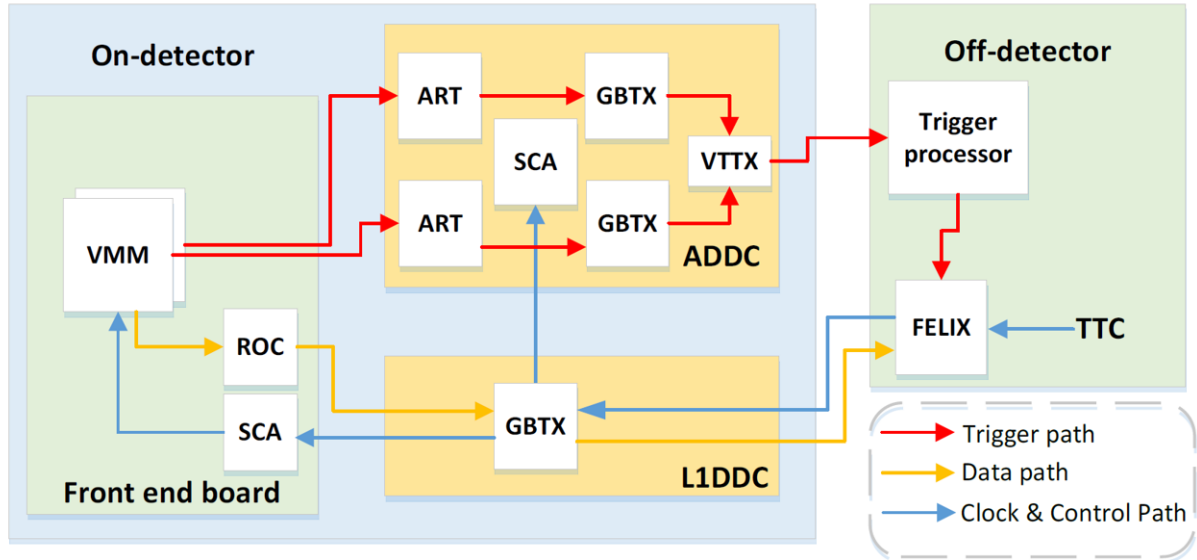 On-detector
Off-detector
ART
GBTX
Trigger
processor
SCA
VTTX
VMM
ART
GBTX
ADDC
ROC
FELIX
TTC
SCA
GBTX
Front end board
L1DDC
Trigger path
Data path
Clock & Control Path